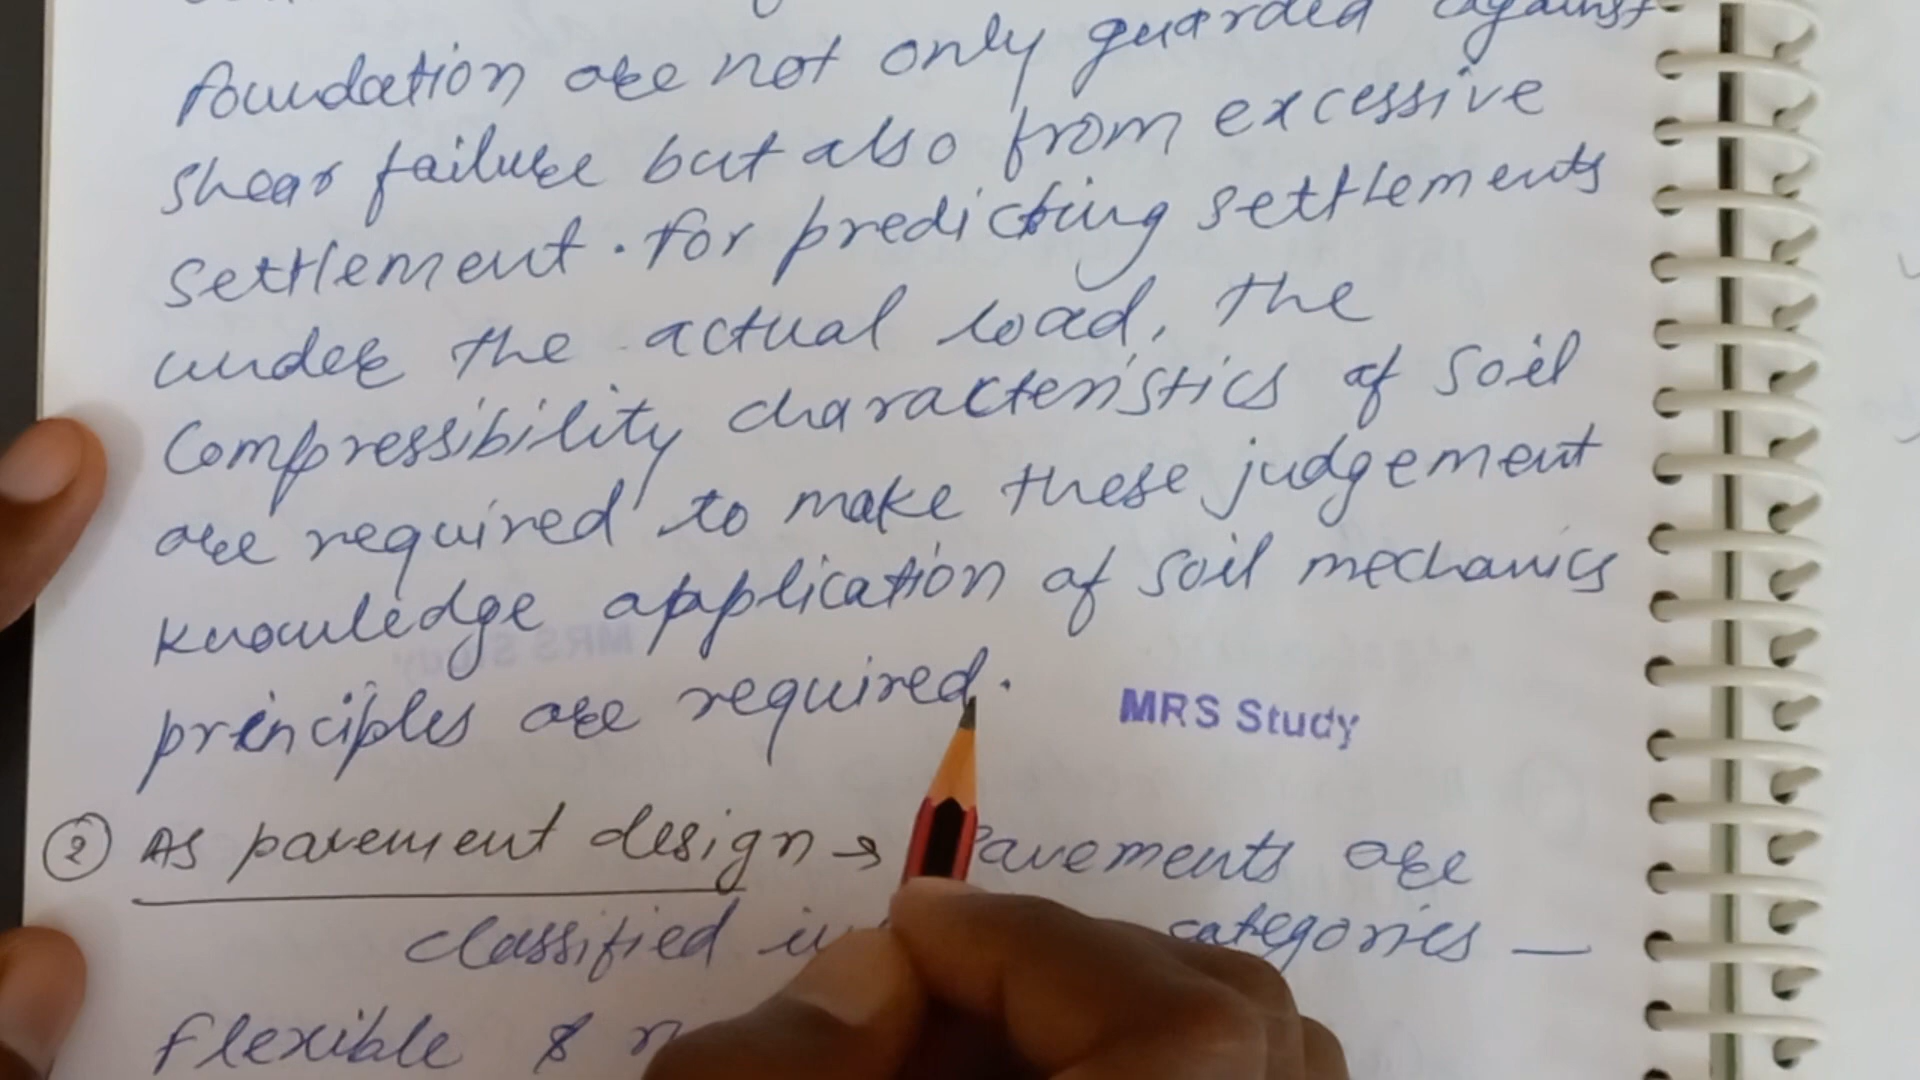 foundation are not only guarded against
shear failure but also from excessive
settlement. for predicting settlements
under the actual load, the
Compressibility characteristics of soil
are required to make these judgement
knowledge application of soil mechanics
principles are required.
MRS Study
② As pavement design → Pavements are
classified categories —
flexible &